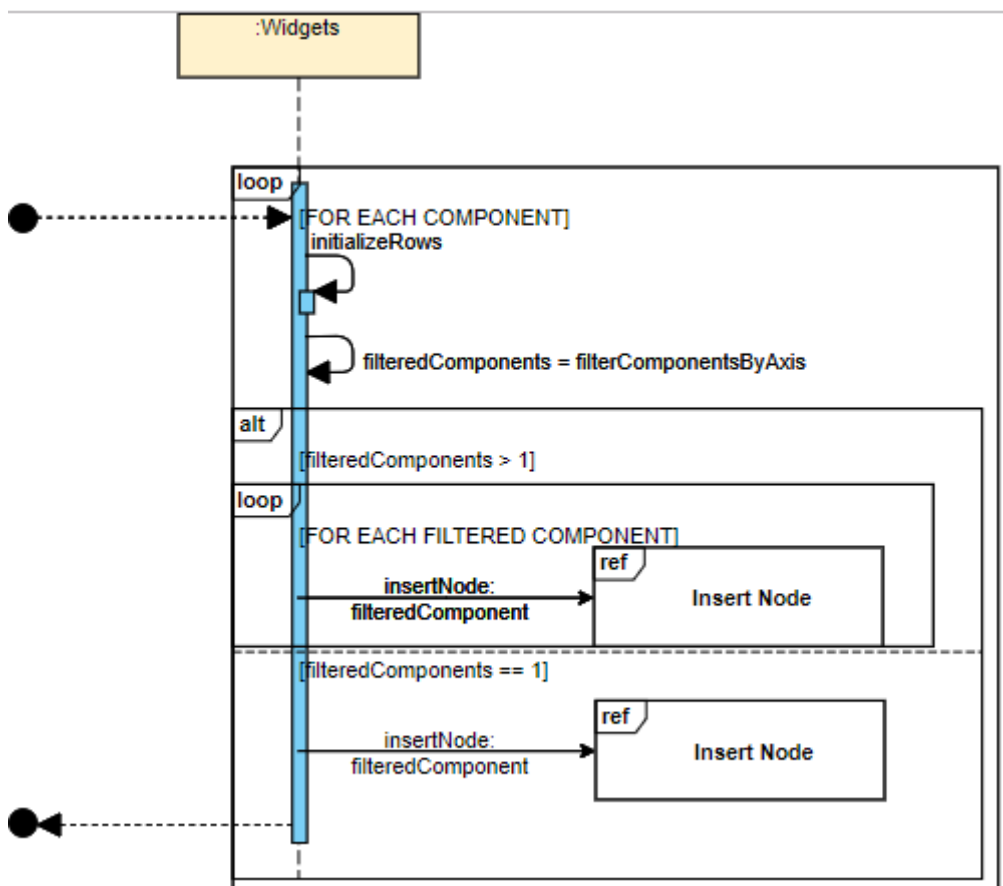 :Widgets
loop
[FOR EACH COMPONENT]
initializeRows
filteredComponents = filterComponentsByAxis
alt
[filteredComponents > 1]
loop
[FOR EACH FILTERED COMPONENT]
ref
insertNode:
filteredComponent
Insert Node
[filteredComponents == 1]
ref
insertNode:
filteredComponent
Insert Node